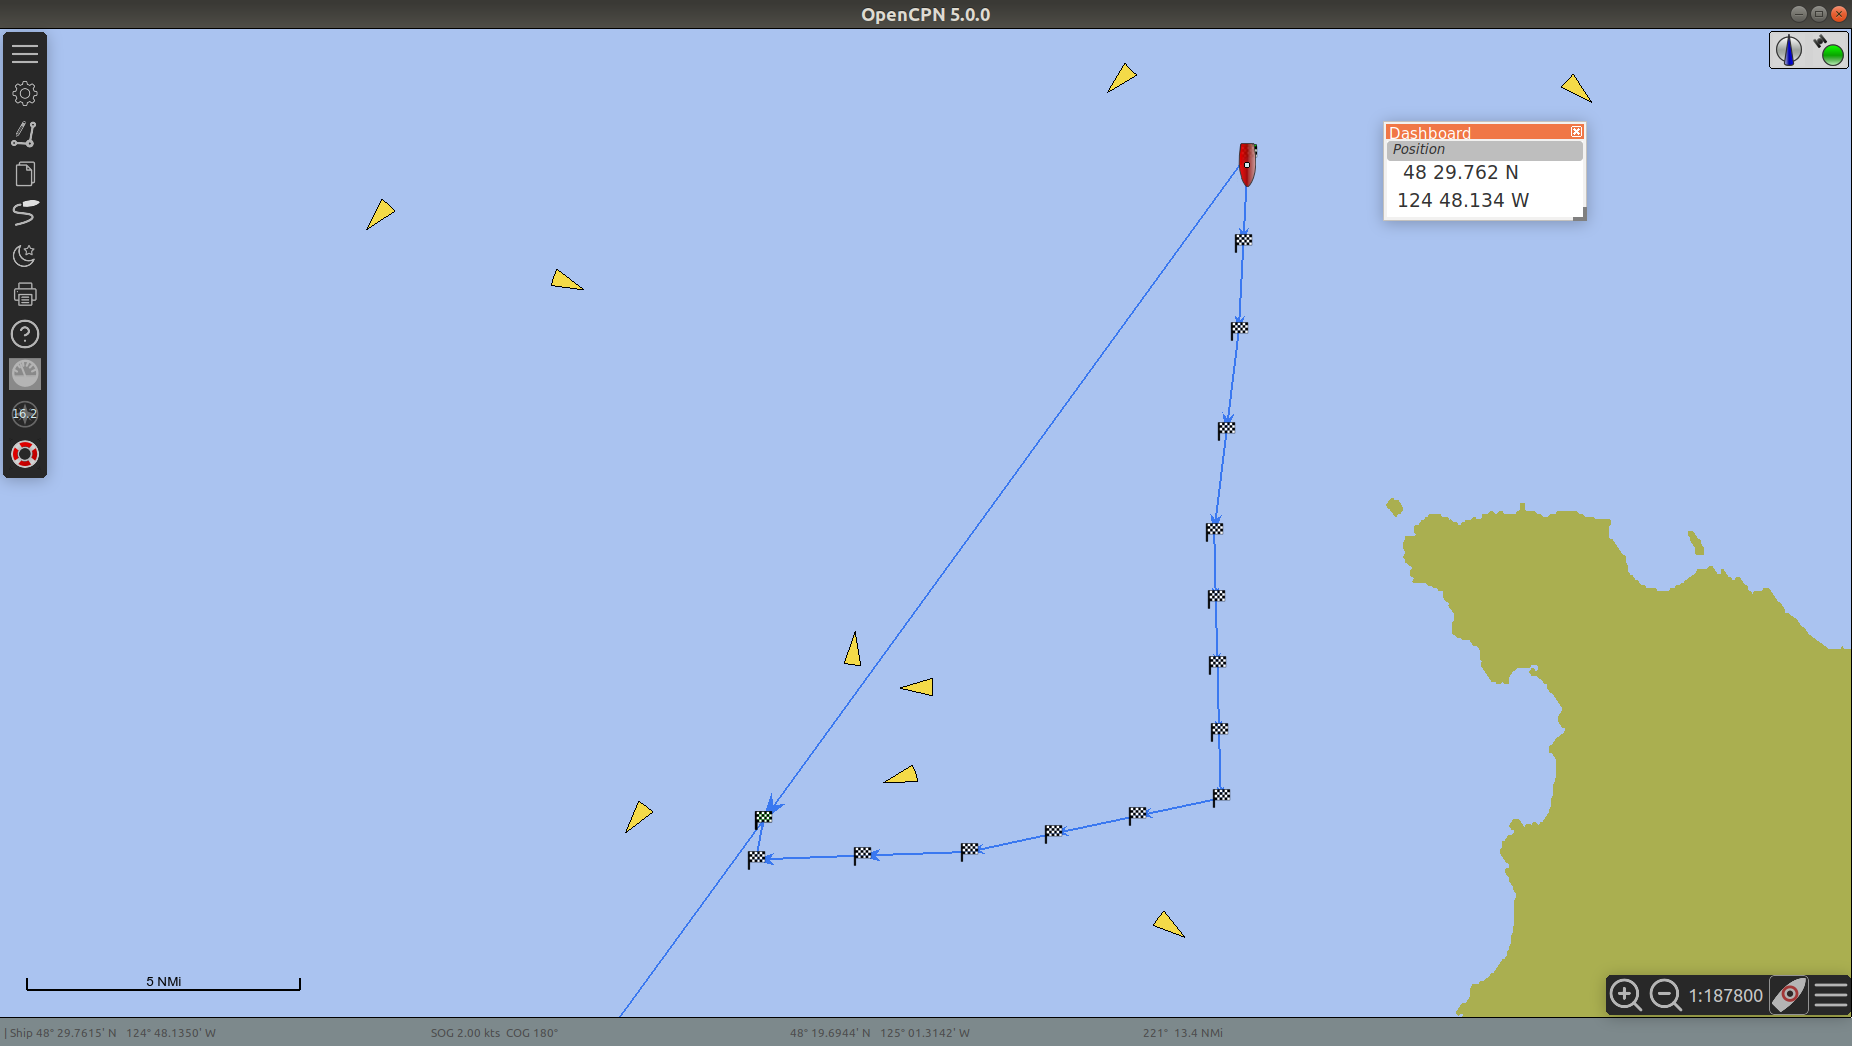 OpenCPN 5.0.0
Dashboard
Position
48 29.762 N
124 48.134 W
?
16.2
5 NMi
1:187800
| Ship 48° 29.7615' N 124° 48.1350' W SOG 2.00 kts COG 180° 48° 19.6944' N 125° 01.3142' W 221° 13.4 NMi